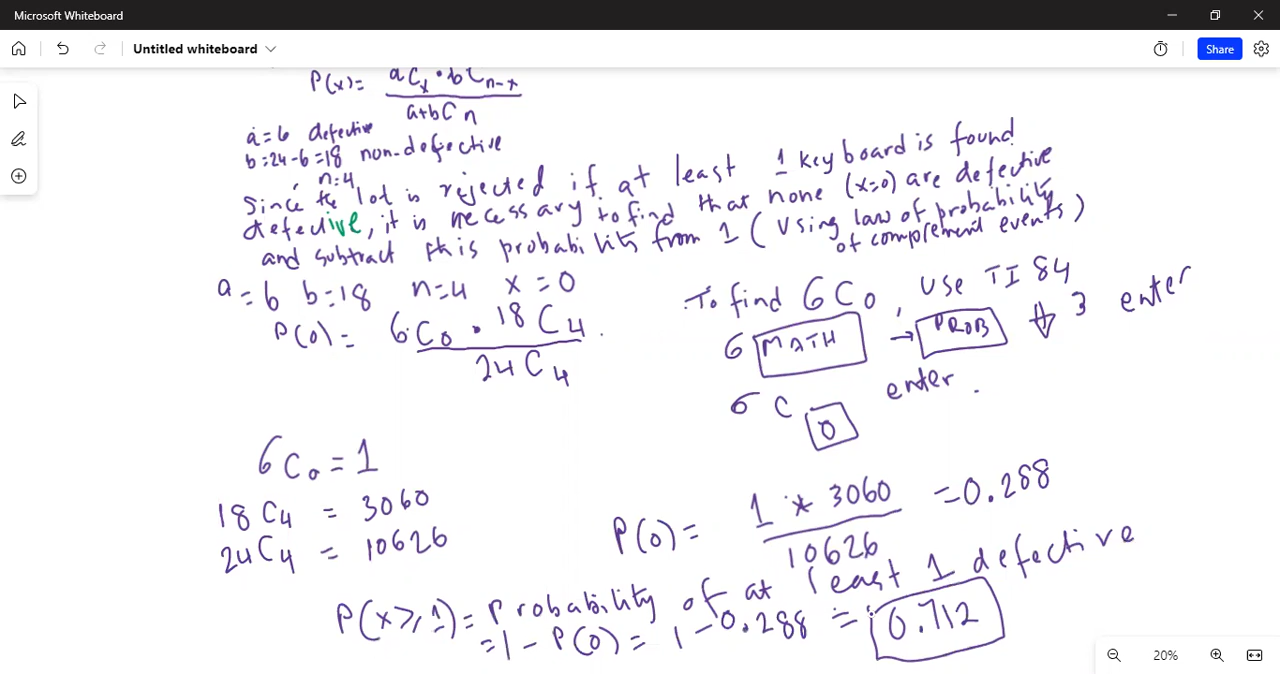 Microsoft Whiteboard
Untitled whiteboard
Share
P(x)= aCx · bCn-x
a+bCn
a=6 defective
b=24-6=18 non-defective
n=4
Since the lot is rejected if at least 1 keyboard is found
defective, it is necessary to find that none (x=0) are defective
and subtract this probability from 1 (Using law of probability
of complement events)
a=6 b=18 n=4 x=0
P(0)= 6C0 · 18C4
24C4
To find 6C0, use TI 84
6 MATH → PROB ↓ 3 enter
6 C 0 enter.
6C0 = 1
18C4 = 3060
24C4 = 10626
P(0)= 1 * 3060 =0.288
10626
P(x≥1)= Probability of at least 1 defective
=1-P(0)= 1-0.288 = 0.712
20%